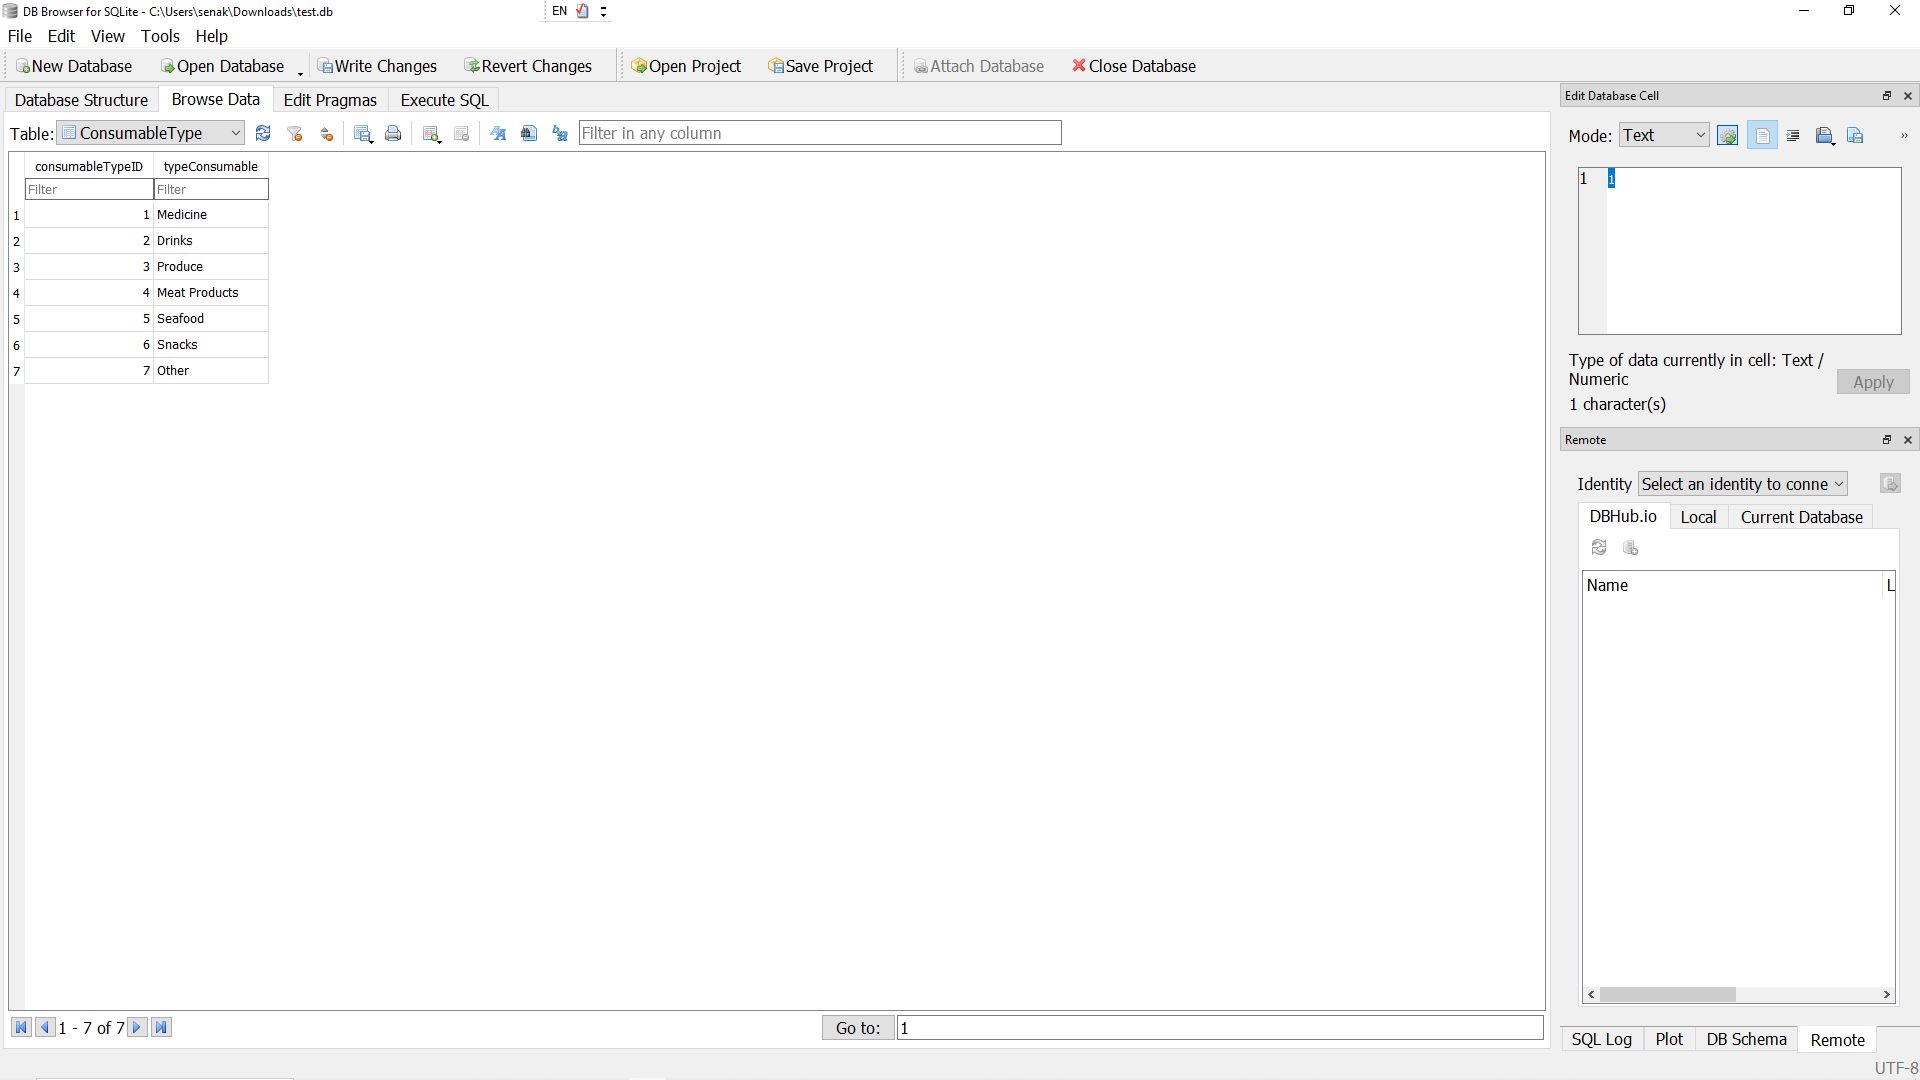 DB Browser for SQLite - C:\Users\senak\Downloads\test.db
EN
File Edit View Tools Help
New Database Open Database Write Changes Revert Changes Open Project Save Project Attach Database Close Database
Database Structure Browse Data Edit Pragmas Execute SQL
Table: ConsumableType Filter in any column
consumableTypeID typeConsumable
Filter Filter
1 1 Medicine
2 2 Drinks
3 3 Produce
4 4 Meat Products
5 5 Seafood
6 6 Snacks
7 7 Other
1 - 7 of 7 Go to: 1
Edit Database Cell
Mode: Text »
1 1
Type of data currently in cell: Text /
Numeric
Apply
1 character(s)
Remote
Identity Select an identity to conne
DBHub.io Local Current Database
Name L
SQL Log Plot DB Schema Remote
UTF-8